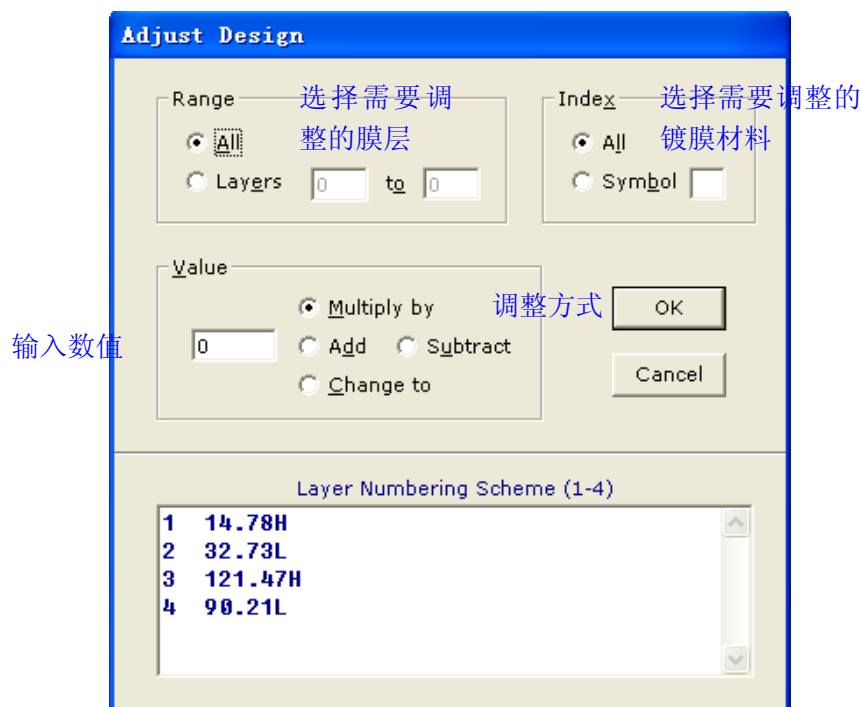 Adjust Design
Range
选择需要调
整的膜层
All
Layers 0 to 0
Index
选择需要调整的
镀膜材料
All
Symbol
Value
输入数值
0
Multiply by
Add Subtract
Change to
调整方式
OK
Cancel
Layer Numbering Scheme (1-4)
1 14.78H
2 32.73L
3 121.47H
4 90.21L